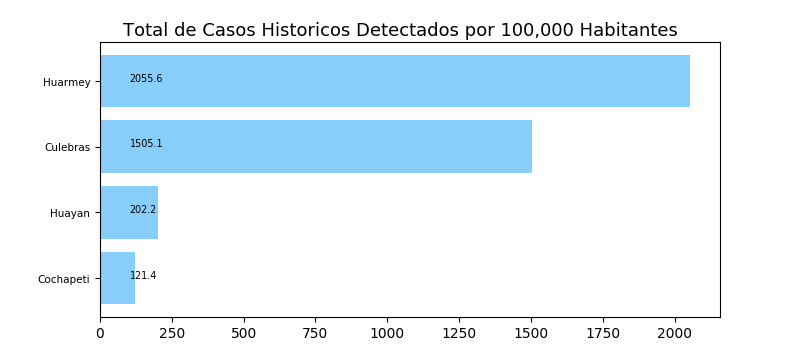 Total de Casos Historicos Detectados por 100,000 Habitantes
Huarmey 2055.6
Culebras 1505.1
Huayan 202.2
Cochapeti 121.4
0 250 500 750 1000 1250 1500 1750 2000